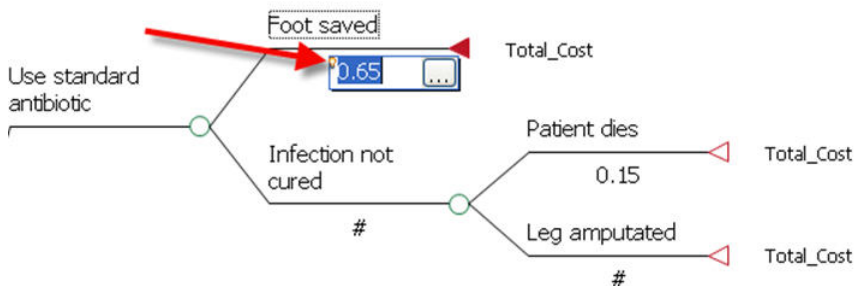 Foot saved
Total_Cost
0.65
...
Use standard
antibiotic
Patient dies
Total_Cost
0.15
Infection not
cured
#
Leg amputated
Total_Cost
#